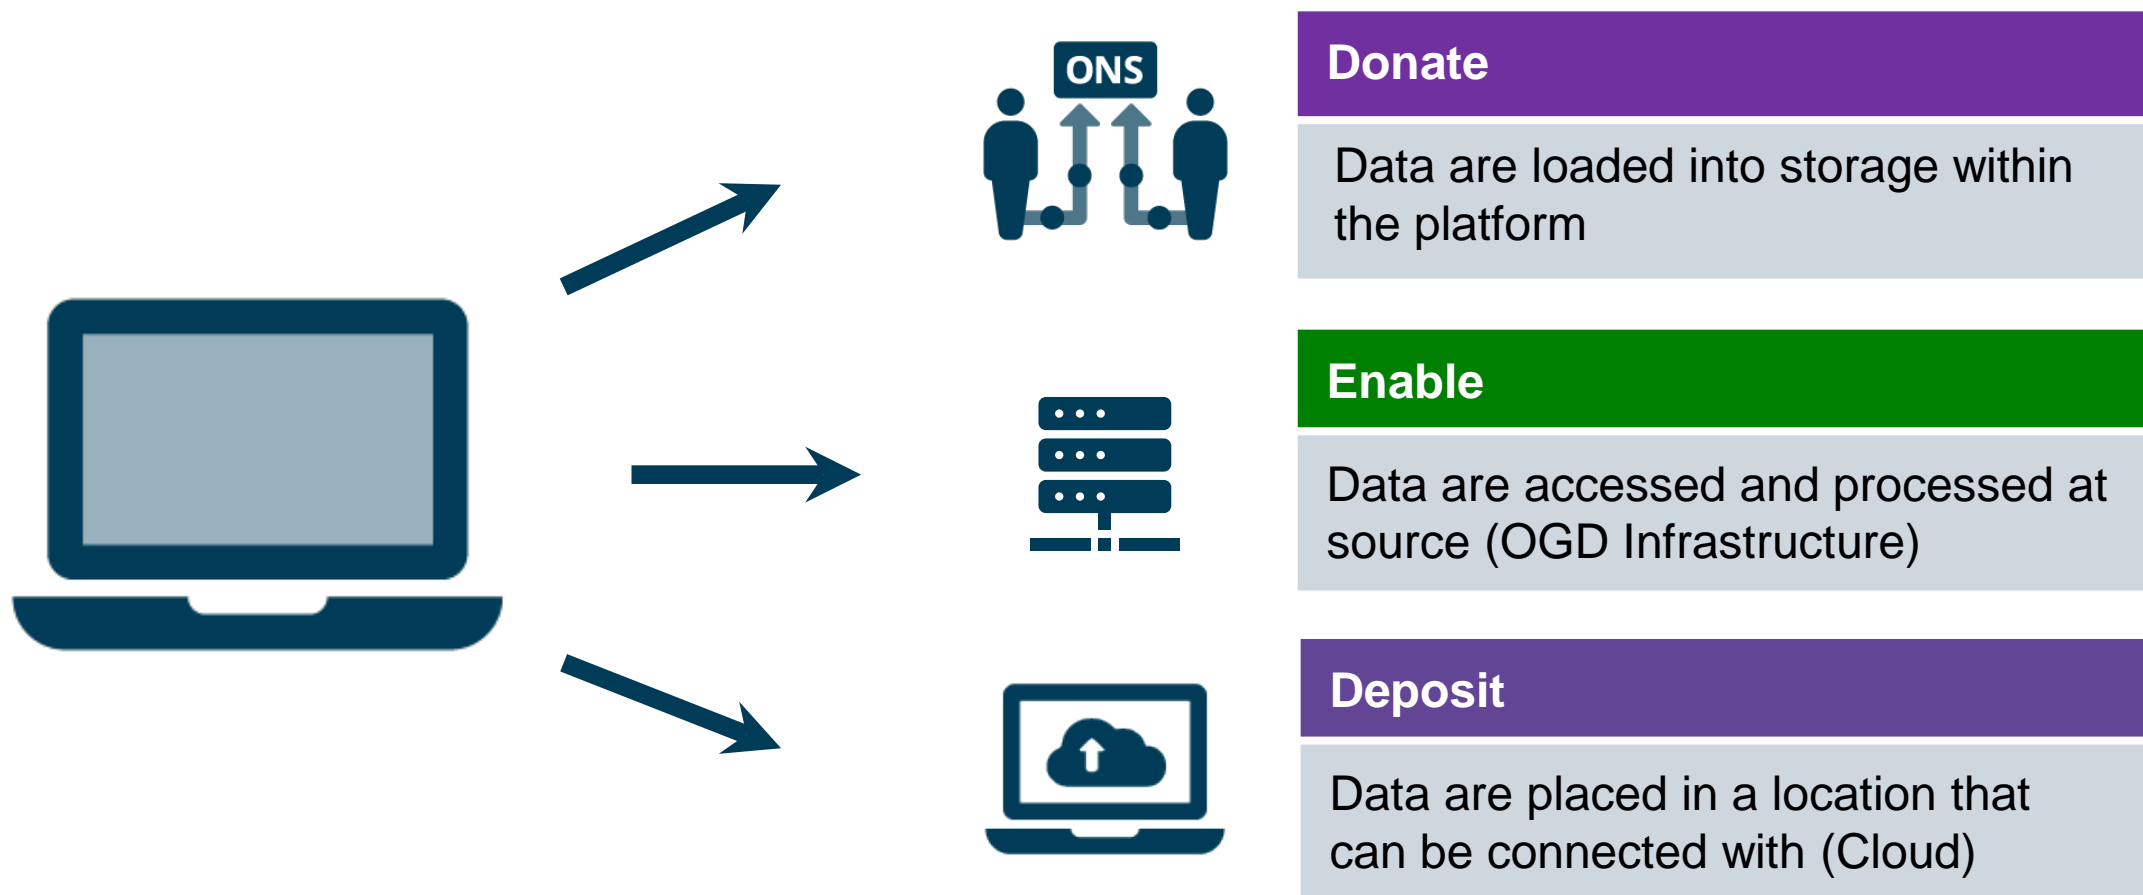 ONS
Donate
Data are loaded into storage within
the platform
Enable
Data are accessed and processed at
source (OGD Infrastructure)
Deposit
Data are placed in a location that
can be connected with (Cloud)